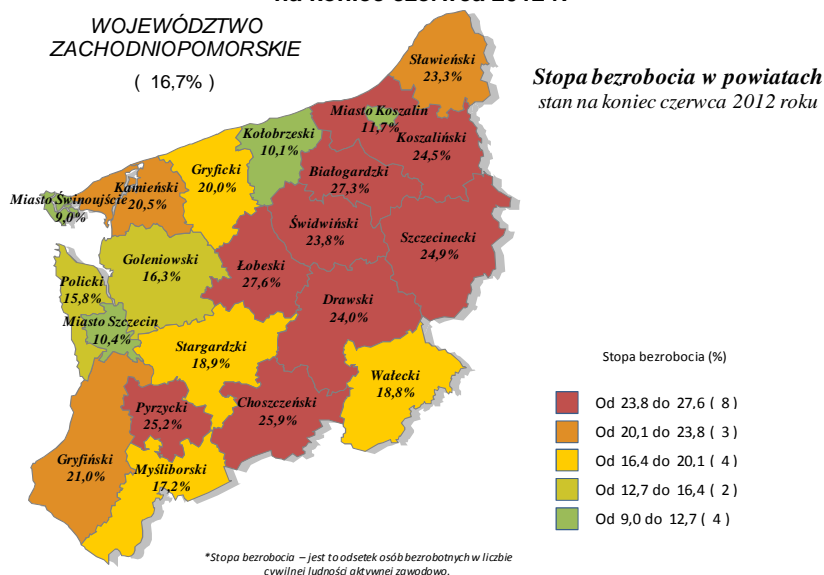 na koniec czerwca 2012 r.
WOJEWÓDZTWO
ZACHODNIOPOMORSKIE
( 16,7% )
Stopa bezrobocia w powiatach
stan na koniec czerwca 2012 roku
Sławieński
23,3%
Miasto Koszalin
11,7%
Koszaliński
24,5%
Kołobrzeski
10,1%
Białogardzki
27,3%
Gryficki
20,0%
Kamieński
20,5%
Miasto Świnoujście
9,0%
Świdwiński
23,8%
Szczecinecki
24,9%
Goleniowski
16,3%
Łobeski
27,6%
Policki
15,8%
Drawski
24,0%
Miasto Szczecin
10,4%
Stargardzki
18,9%
Wałecki
18,8%
Pyrzycki
25,2%
Choszczeński
25,9%
Gryfiński
21,0%
Myśliborski
17,2%
Stopa bezrobocia (%)
Od 23,8 do 27,6 ( 8 )
Od 20,1 do 23,8 ( 3 )
Od 16,4 do 20,1 ( 4 )
Od 12,7 do 16,4 ( 2 )
Od 9,0 do 12,7 ( 4 )
*Stopa bezrobocia – jest to odsetek osób bezrobotnych w liczbie
cywilnej ludności aktywnej zawodowo.